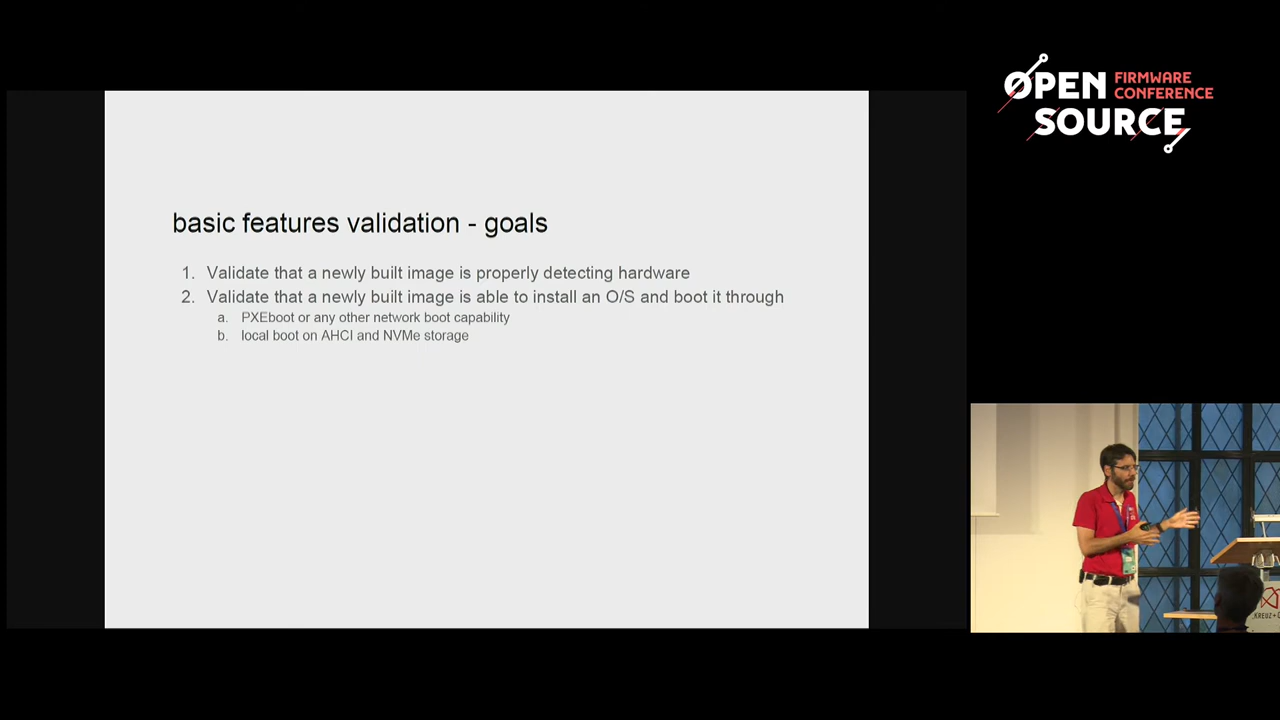 OPEN FIRMWARE
CONFERENCE
SOURCE
basic features validation - goals
1. Validate that a newly built image is properly detecting hardware
2. Validate that a newly built image is able to install an O/S and boot it through
a. PXEboot or any other network boot capability
b. local boot on AHCI and NVMe storage